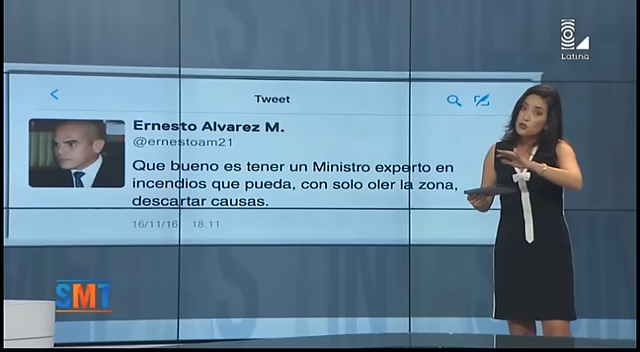 Latina
Tweet
Ernesto Alvarez M.
@ernestoam21
Que bueno es tener un Ministro experto en
incendios que pueda, con solo oler la zona,
descartar causas.
16/11/16 18:11
SMT